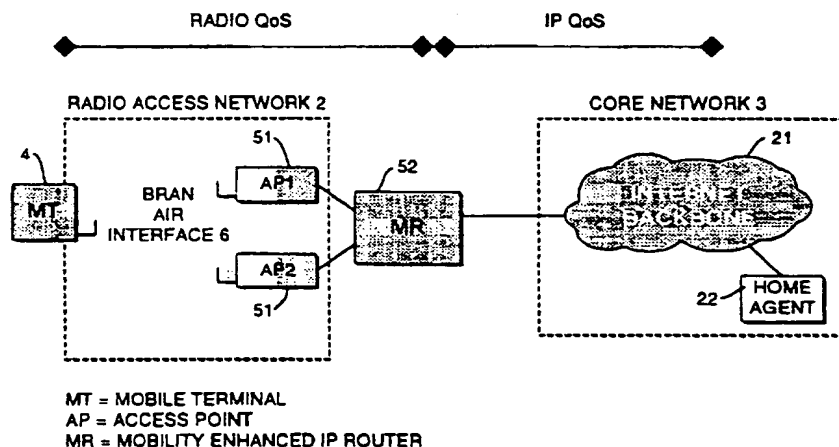 RADIO QoS
IP QoS
RADIO ACCESS NETWORK 2
CORE NETWORK 3
4
51
52
21
MT
BRAN
AIR
INTERFACE 6
AP1
MR
INTERNET
BACKBONE
AP2
51
22
HOME
AGENT
MT = MOBILE TERMINAL
AP = ACCESS POINT
MR = MOBILITY ENHANCED IP ROUTER